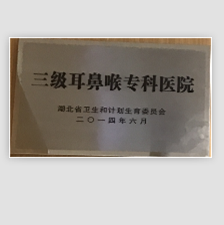 三级耳鼻喉专科医院
湖北省卫生和计划生育委员会
二〇一四年六月